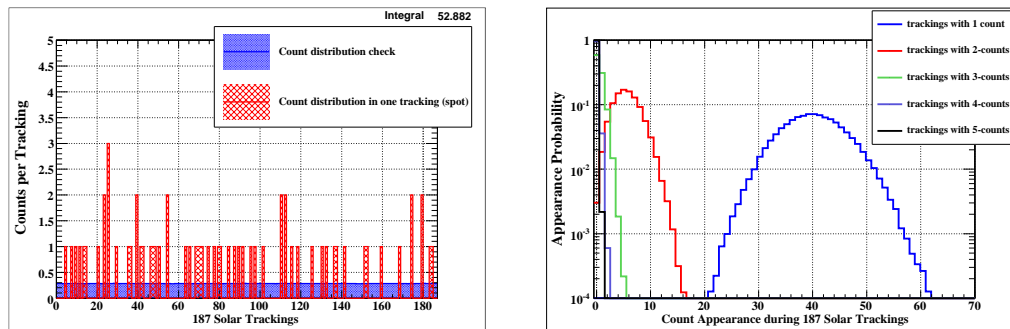 Integral 52.882
Count distribution check
Count distribution in one tracking (spot)
Counts per Tracking
5
4.5
4
3.5
3
2.5
2
1.5
1
0.5
0
0 20 40 60 80 100 120 140 160 180
187 Solar Trackings
trackings with 1 count
trackings with 2-counts
trackings with 3-counts
trackings with 4-counts
trackings with 5-counts
Appearance Probability
1
10-1
10-2
10-3
10-4
0 10 20 30 40 50 60 70
Count Appearance during 187 Solar Trackings